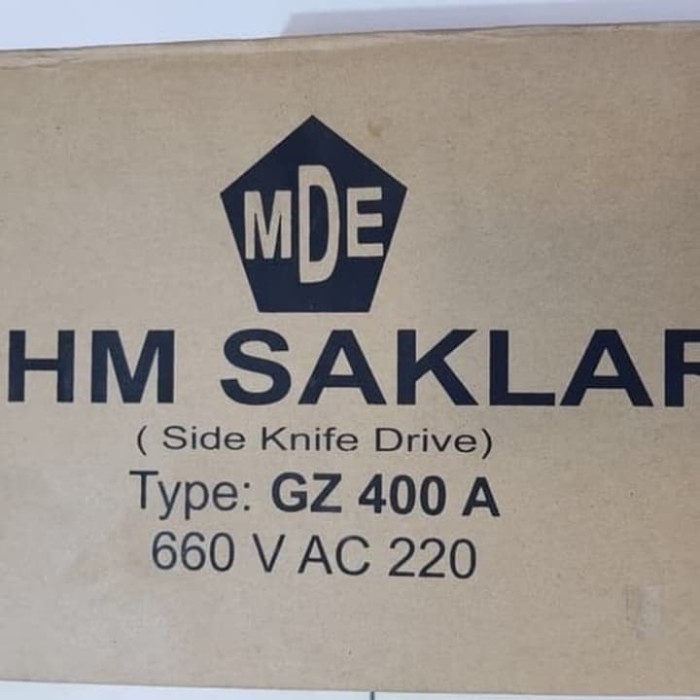 MDE
HM SAKLAR
( Side Knife Drive)
Type: GZ 400 A
660 V AC 220